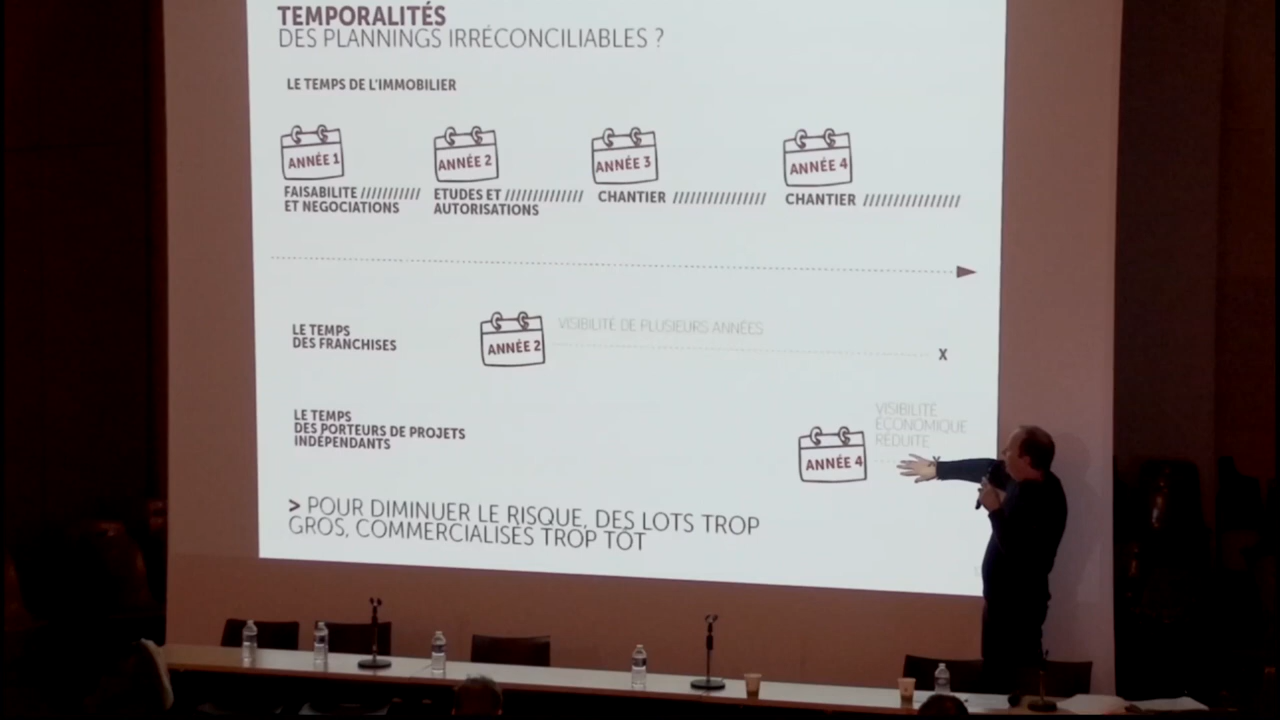 TEMPORALITÉS
DES PLANNINGS IRRÉCONCILIABLES ?
LE TEMPS DE L'IMMOBILIER
ANNÉE 1
ANNÉE 2
ANNÉE 3
ANNÉE 4
FAISABILITE ///////////
ET NEGOCIATIONS
ETUDES ET //////////////
AUTORISATIONS
CHANTIER ////////////////
CHANTIER ////////////////
LE TEMPS
DES FRANCHISES
ANNÉE 2
VISIBILITÉ DE PLUSIEURS ANNÉES
X
LE TEMPS
DES PORTEURS DE PROJETS
INDÉPENDANTS
ANNÉE 4
VISIBILITÉ
ÉCONOMIQUE
RÉDUITE
> POUR DIMINUER LE RISQUE, DES LOTS TROP
GROS, COMMERCIALISÉS TROP TÔT